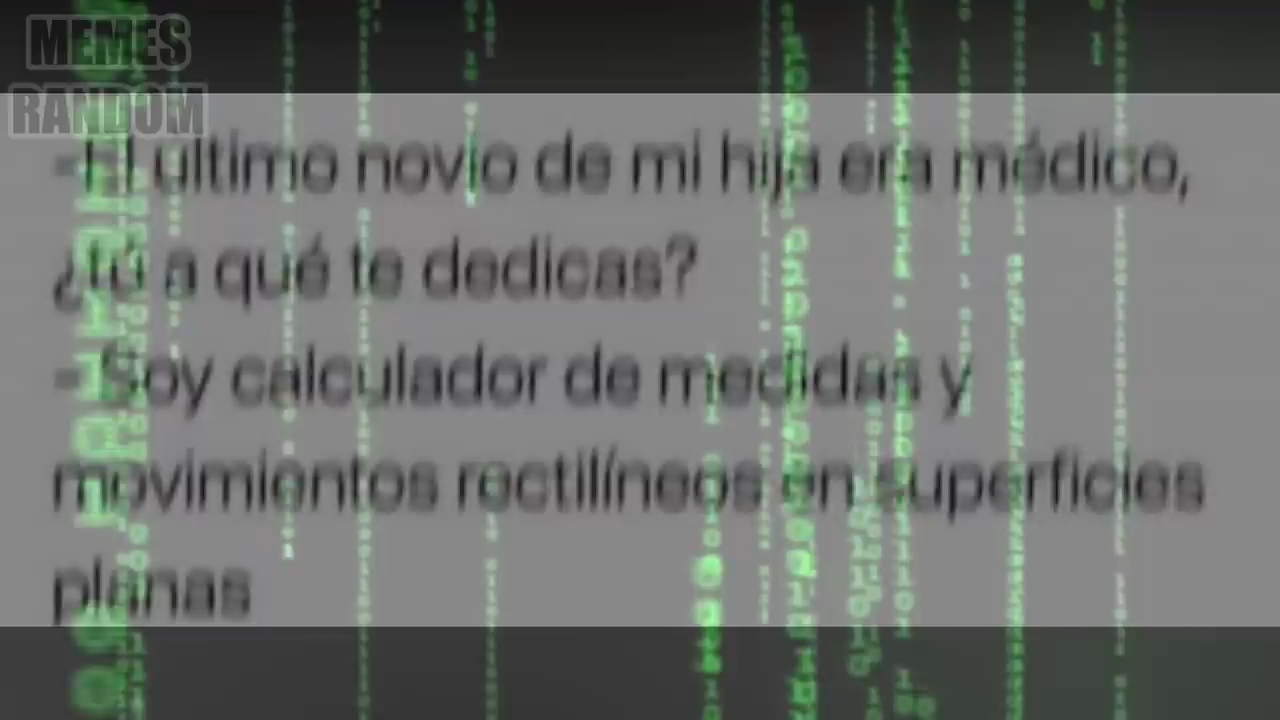 MEMES
RANDOM
-El ultimo novio de mi hija era médico,
¿tú a qué te dedicas?
- Soy calculador de medidas y
movimientos rectilíneos en superficies
planas